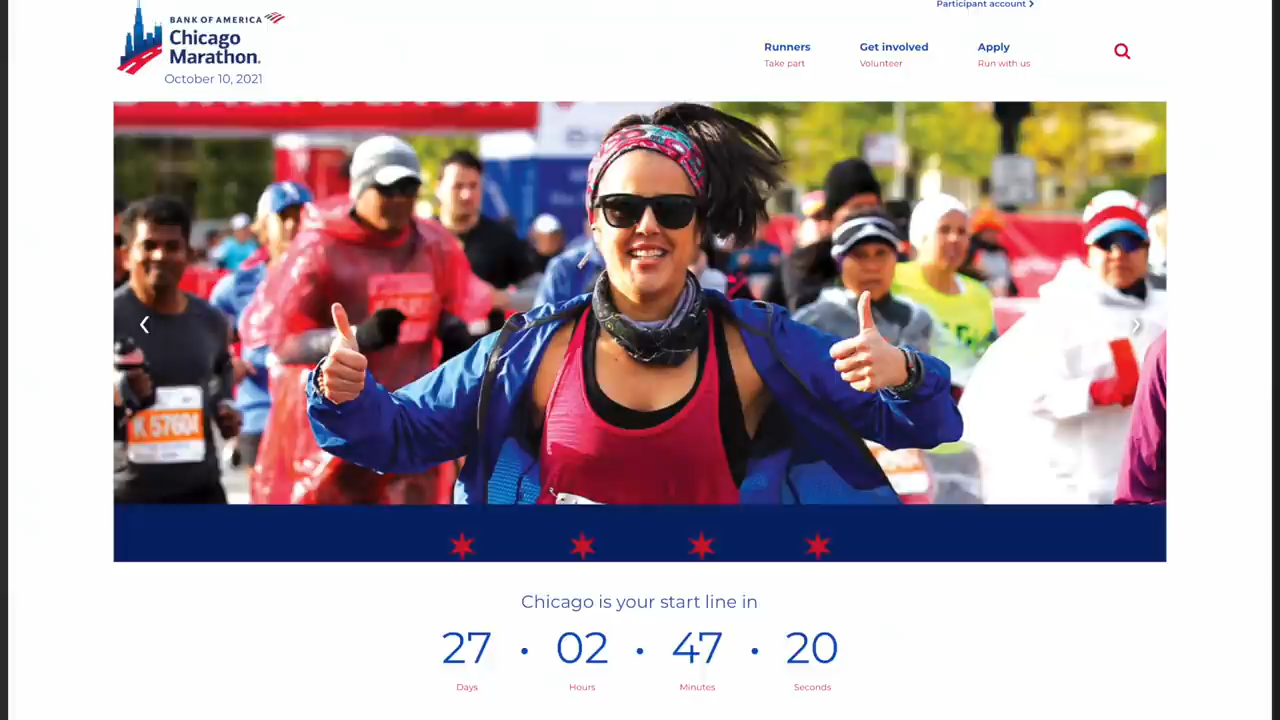 Participant account
BANK OF AMERICA
Chicago
Marathon.
October 10, 2021
Runners
Take part
Get involved
Volunteer
Apply
Run with us
K 57604
Chicago is your start line in
27 • 02 • 47 • 20
Days
Hours
Minutes
Seconds